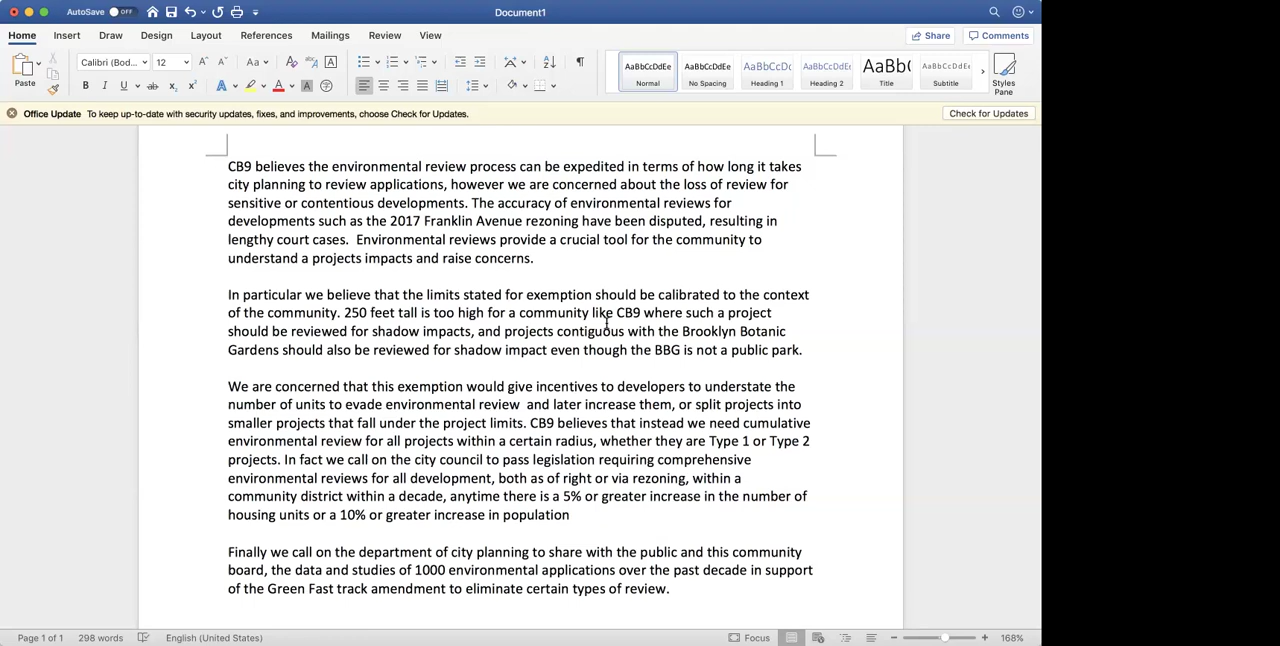 AutoSave OFF Document1
Home Insert Draw Design Layout References Mailings Review View Share Comments
Paste Calibri (Bod... 12 Aa
B I U ab x₂ x² A A A
AaBbCcDdEe AaBbCcDdEe AaBbCcDc AaBbCcDdEe AaBb( AaBbCcDdEe
Normal No Spacing Heading 1 Heading 2 Title Subtitle Styles Pane
Office Update To keep up-to-date with security updates, fixes, and improvements, choose Check for Updates. Check for Updates
CB9 believes the environmental review process can be expedited in terms of how long it takes
city planning to review applications, however we are concerned about the loss of review for
sensitive or contentious developments. The accuracy of environmental reviews for
developments such as the 2017 Franklin Avenue rezoning have been disputed, resulting in
lengthy court cases.  Environmental reviews provide a crucial tool for the community to
understand a projects impacts and raise concerns.
In particular we believe that the limits stated for exemption should be calibrated to the context
of the community. 250 feet tall is too high for a community like CB9 where such a project
should be reviewed for shadow impacts, and projects contiguous with the Brooklyn Botanic
Gardens should also be reviewed for shadow impact even though the BBG is not a public park.
We are concerned that this exemption would give incentives to developers to understate the
number of units to evade environmental review  and later increase them, or split projects into
smaller projects that fall under the project limits. CB9 believes that instead we need cumulative
environmental review for all projects within a certain radius, whether they are Type 1 or Type 2
projects. In fact we call on the city council to pass legislation requiring comprehensive
environmental reviews for all development, both as of right or via rezoning, within a
community district within a decade, anytime there is a 5% or greater increase in the number of
housing units or a 10% or greater increase in population
Finally we call on the department of city planning to share with the public and this community
board, the data and studies of 1000 environmental applications over the past decade in support
of the Green Fast track amendment to eliminate certain types of review.
Page 1 of 1 298 words English (United States) Focus 168%